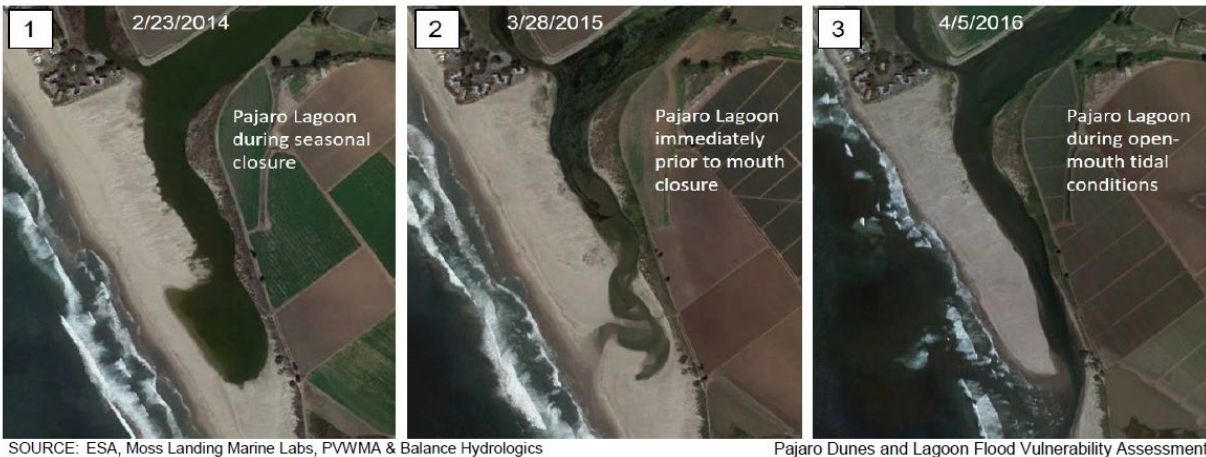 1
2/23/2014
Pajaro Lagoon
during seasonal
closure
2
3/28/2015
Pajaro Lagoon
immediately
prior to mouth
closure
3
4/5/2016
Pajaro Lagoon
during open-
mouth tidal
conditions
SOURCE: ESA, Moss Landing Marine Labs, PVWMA & Balance Hydrologics
Pajaro Dunes and Lagoon Flood Vulnerability Assessment